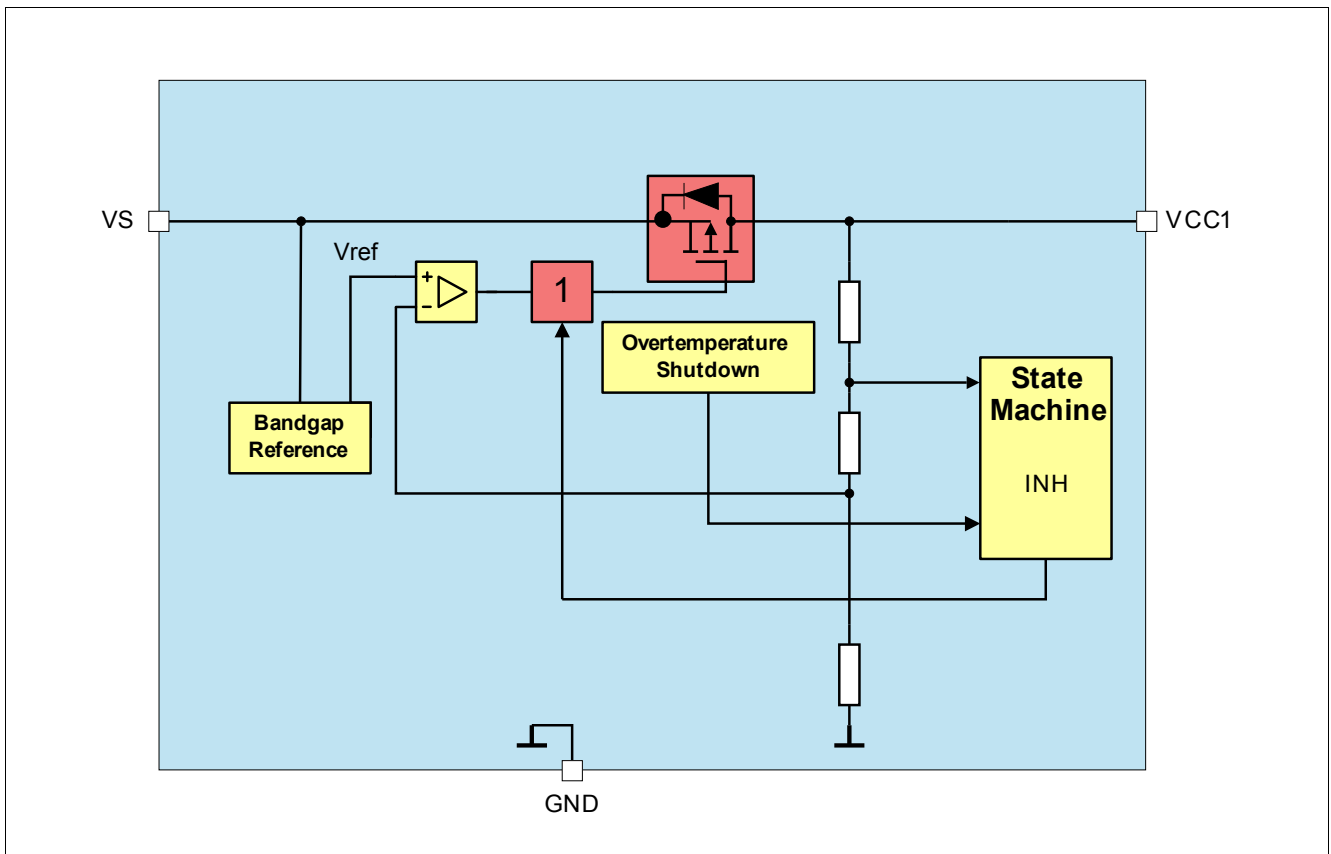 VS
VCC1
Vref
+
−
1
Overtemperature
Shutdown
State
Machine
INH
Bandgap
Reference
GND